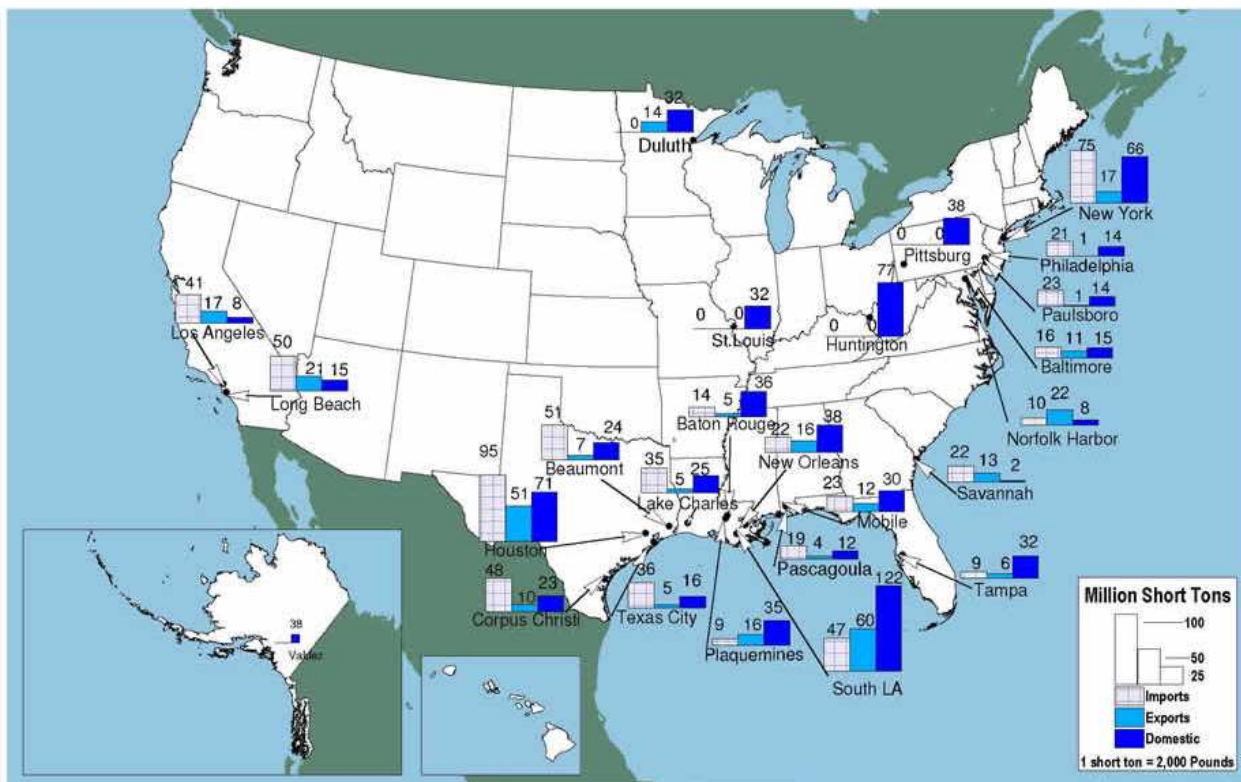 0 14 32
Duluth
75 17 66
New York
0 0 38
Pittsburg
21 1 14
Philadelphia
23 1 14
Paulsboro
0 0 77
Huntington
16 11 15
Baltimore
41 17 8
Los Angeles
0 0 32
St.Louis
50 21 15
Long Beach
14 5 36
Baton Rouge
10 22 8
Norfolk Harbor
51 7 24
Beaumont
22 16 38
New Orleans
35 5 25
Lake Charles
22 13 2
Savannah
95 51 71
Houston
23 12 30
Mobile
19 4 12
Pascagoula
9 6 32
Tampa
48 10 23
Corpus Christi
36 5 16
Texas City
9 16 35
Plaquemines
47 60 122
South LA
38
Valdez
Million Short Tons
100
50
25
Imports
Exports
Domestic
1 short ton = 2,000 Pounds